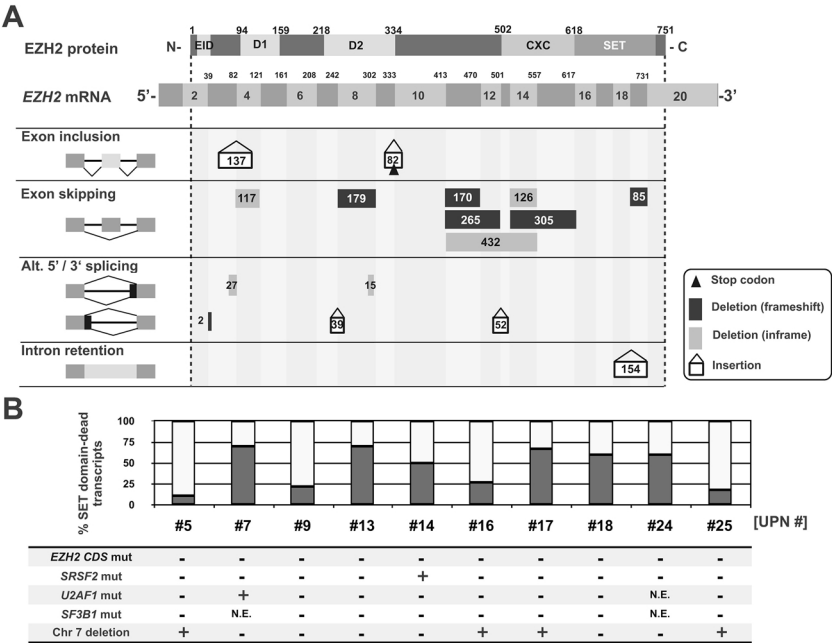 A
1 94 159 218 334 502 618 751
EZH2 protein N- EID D1 D2 CXC SET - C
39 82 121 161 208 242 302 333 413 470 501 557 617 731
EZH2 mRNA 5’- 2 4 6 8 10 12 14 16 18 20 -3’
Exon inclusion
137 82
Exon skipping
117 179 170 126 85
265 305
432
Alt. 5’ / 3‘ splicing
27 15
2 39 52
Intron retention
154
Stop codon
Deletion (frameshift)
Deletion (inframe)
Insertion
B
% SET domain-dead
transcripts
100
75
50
25
0
#5 #7 #9 #13 #14 #16 #17 #18 #24 #25 [UPN #]
EZH2 CDS mut - - - - - - - - - -
SRSF2 mut - - - - + - - - - -
U2AF1 mut - + - - - - - - N.E. -
SF3B1 mut - N.E. - - - - - - N.E. -
Chr 7 deletion + - - - - + + - - +